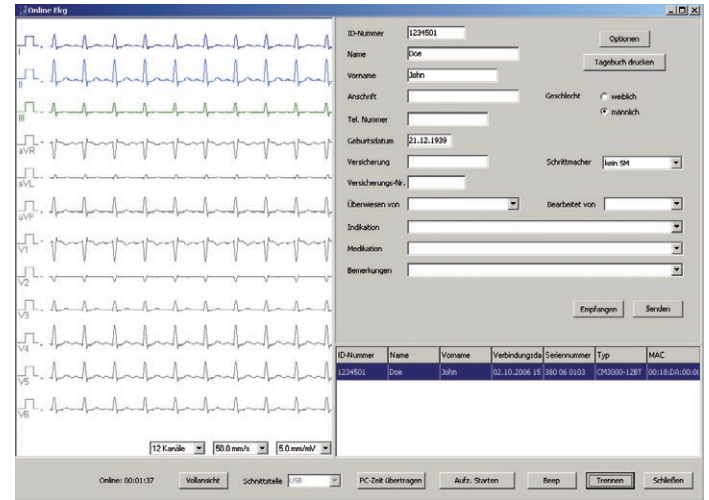 Online Ekg
I
II
III
aVR
aVL
aVF
V1
V2
V3
V4
V5
V6
12 Kanäle
50.0 mm/s
5.0 mm/mV
ID-Nummer 1234501
Optionen
Name Doe
Tagebuch drucken
Vorname John
Anschrift
Geschlecht weiblich
männlich
Tel. Nummer
Geburtsdatum 21.12.1939
Versicherung
Schrittmacher kein SM
Versicherungs-Nr.
Überwiesen von
Bearbeitet von
Indikation
Medikation
Bemerkungen
Empfangen Senden
ID-Nummer Name Vorname Verbindungsda Seriennummer Typ MAC
1234501 Doe John 02.10.2006 15 380 06 0103 CM3000-12BT 00:18:DA:00:0
Online: 00:01:37 Vollansicht Schnittstelle USB PC-Zeit übertragen Aufz. Starten Beep Trennen Schließen